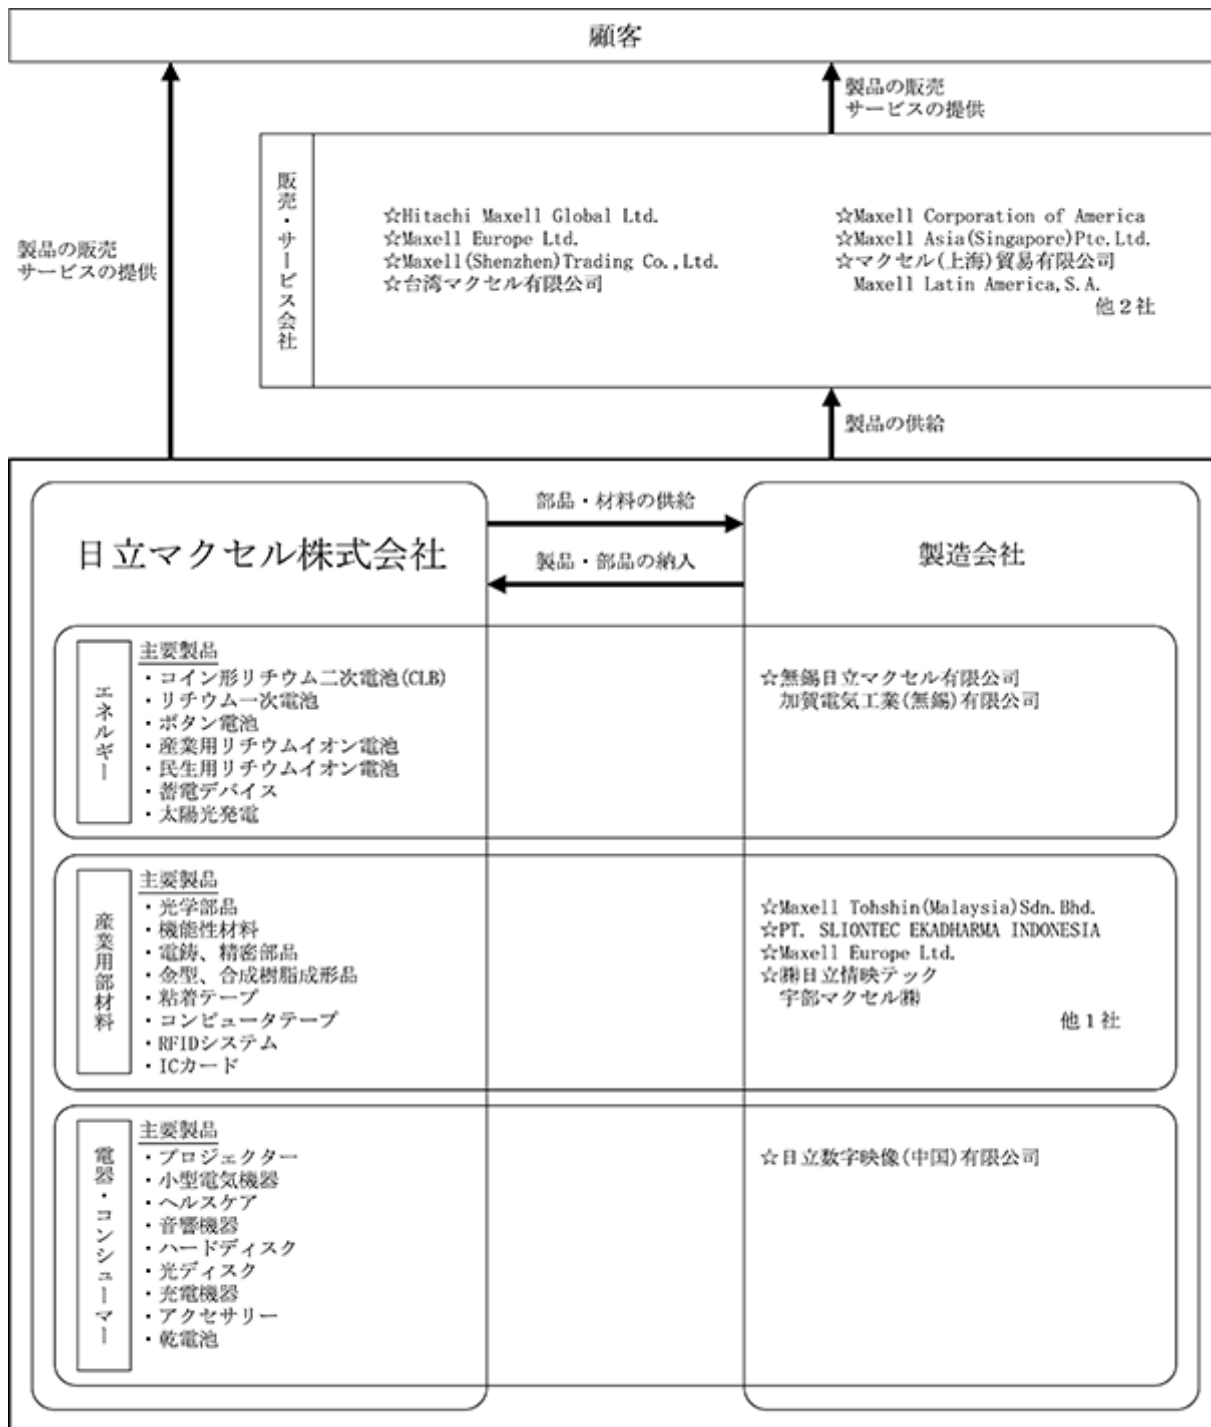 顧客
製品の販売
サービスの提供
製品の販売
サービスの提供
販売・サービス会社
☆Hitachi Maxell Global Ltd.
☆Maxell Europe Ltd.
☆Maxell(Shenzhen)Trading Co.,Ltd.
☆台湾マクセル有限公司
☆Maxell Corporation of America
☆Maxell Asia(Singapore)Pte.Ltd.
☆マクセル(上海)貿易有限公司
Maxell Latin America,S.A.
他2社
製品の供給
日立マクセル株式会社
部品・材料の供給
製品・部品の納入
製造会社
エネルギー
主要製品
・コイン形リチウム二次電池(CLB)
・リチウム一次電池
・ボタン電池
・産業用リチウムイオン電池
・民生用リチウムイオン電池
・蓄電デバイス
・太陽光発電
☆無錫日立マクセル有限公司
加賀電気工業(無錫)有限公司
産業用部材料
主要製品
・光学部品
・機能性材料
・電鋳、精密部品
・金型、合成樹脂成形品
・粘着テープ
・コンピュータテープ
・RFIDシステム
・ICカード
☆Maxell Tohshin(Malaysia)Sdn.Bhd.
☆PT. SLIONTEC EKADHARMA INDONESIA
☆Maxell Europe Ltd.
☆㈱日立情映テック
宇部マクセル㈱
他1社
電器・コンシューマー
主要製品
・プロジェクター
・小型電気機器
・ヘルスケア
・音響機器
・ハードディスク
・光ディスク
・充電機器
・アクセサリー
・乾電池
☆日立数字映像(中国)有限公司